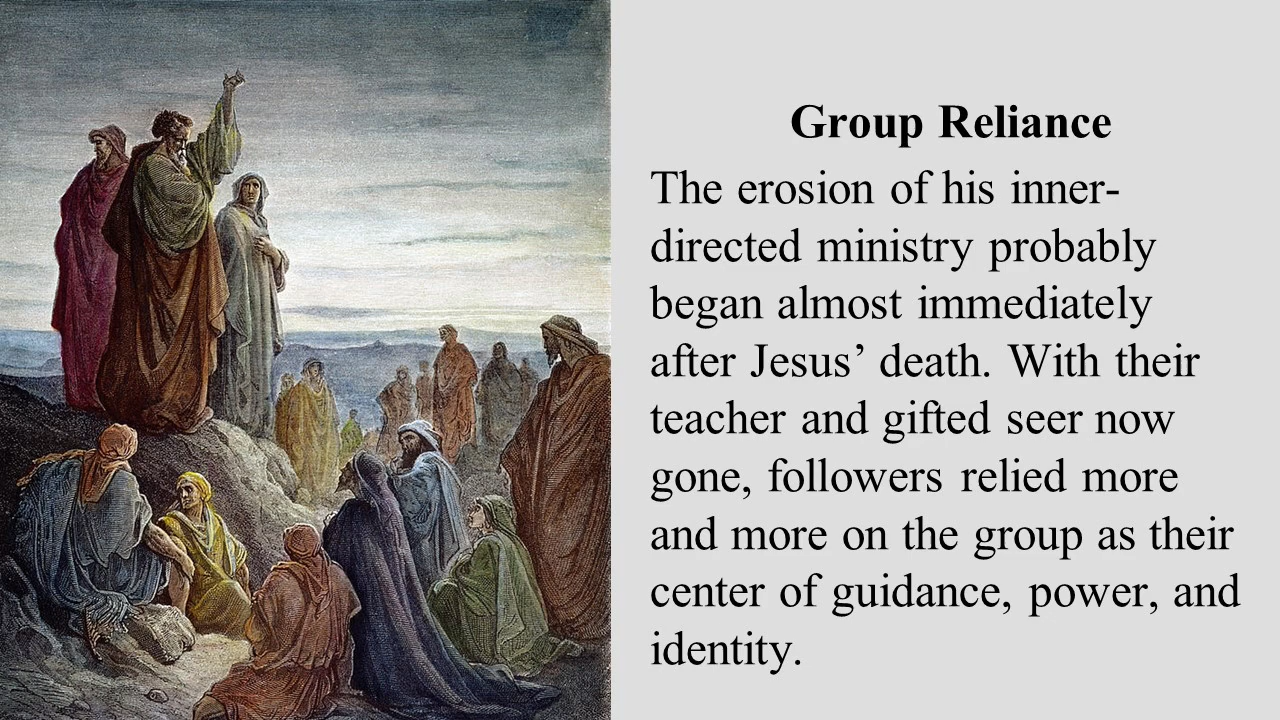 Group Reliance
The erosion of his inner-
directed ministry probably
began almost immediately
after Jesus’ death. With their
teacher and gifted seer now
gone, followers relied more
and more on the group as their
center of guidance, power, and
identity.